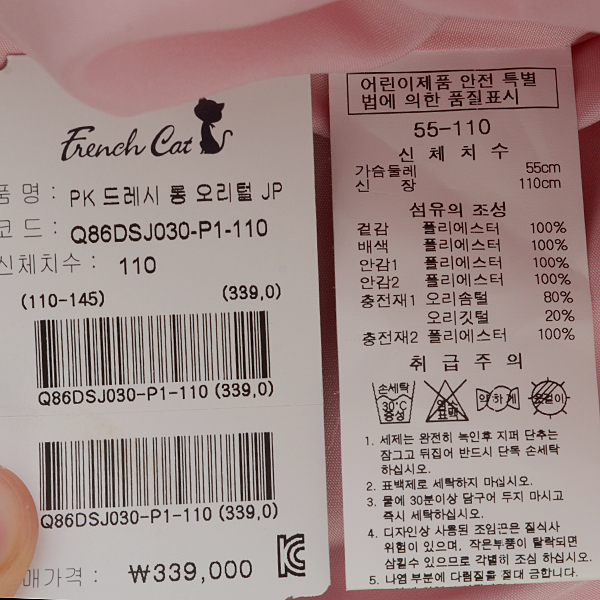 French Cat
품 명 : PK 드레시 롱 오리털 JP
코 드 : Q86DSJ030-P1-110
신체치수 : 110
(110-145) (339,0)
Q86DSJ030-P1-110 (339,0)
Q86DSJ030-P1-110 (339,0)
매가격 : ₩339,000
어린이제품 안전 특별
법에 의한 품질표시
55-110
신 체 치 수
가슴둘레 55cm
신 장 110cm
섬유의 조성
겉감 폴리에스터 100%
배색 폴리에스터 100%
안감1 폴리에스터 100%
안감2 폴리에스터 100%
충전재1 오리솜털 80%
오리깃털 20%
충전재2 폴리에스터 100%
취 급 주 의
손세탁
30℃
중성
염소
표백
약하게
옷걸이
1. 세제는 완전히 녹인후 지퍼 단추는
잠그고 뒤집어 반드시 단독 손세탁
하십시오.
2. 표백제로 세탁하지 마십시오.
3. 물에 30분이상 담구어 두지 마시고
즉시 세탁하십시오.
4. 디자인상 사용된 조임끈은 질식사
위험이 있으며, 작은부품이 탈락되면
삼킬수 있으므로 각별히 조심 하십시오.
5. 나염 부분에 다림질을 절대 금합니다.